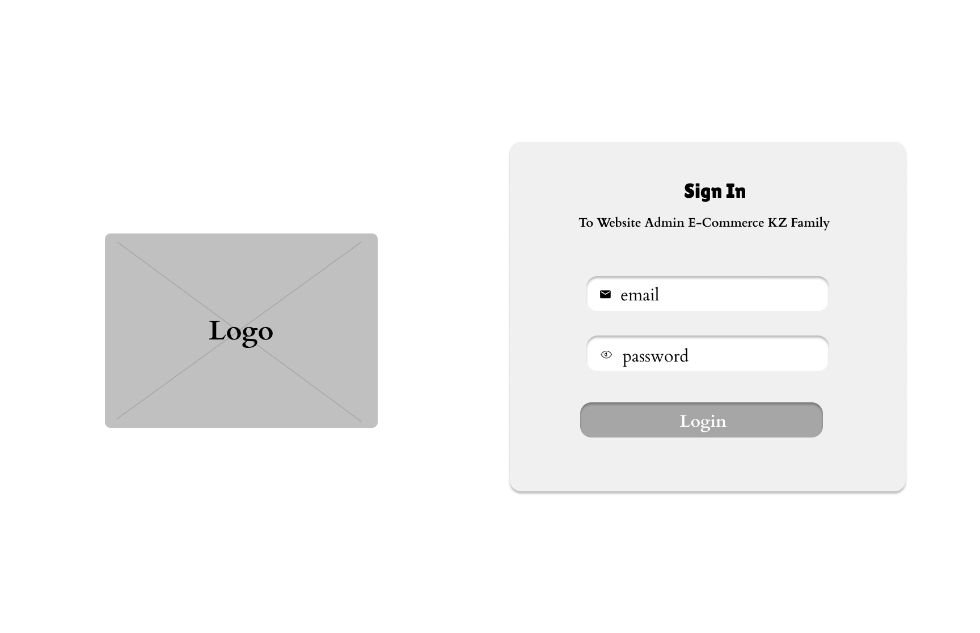 Logo
Sign In
To Website Admin E-Commerce KZ Family
email
password
Login